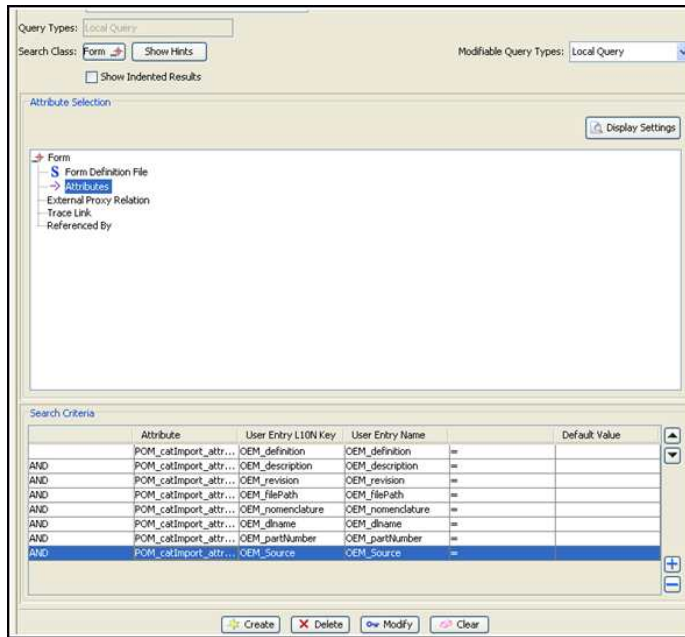 Query Types: Local Query
Search Class: Form Show Hints Modifiable Query Types: Local Query
Show Indented Results
Attribute Selection
Display Settings
Form
S Form Definition File
Attributes
External Proxy Relation
Trace Link
Referenced By
Search Criteria
Attribute User Entry L10N Key User Entry Name Default Value
POM_catImport_attr... OEM_definition OEM_definition =
AND POM_catImport_attr... OEM_description OEM_description =
AND POM_catImport_attr... OEM_revision OEM_revision =
AND POM_catImport_attr... OEM_filePath OEM_filePath =
AND POM_catImport_attr... OEM_nomenclature OEM_nomenclature =
AND POM_catImport_attr... OEM_dlname OEM_dlname =
AND POM_catImport_attr... OEM_partNumber OEM_partNumber =
AND POM_catImport_attr... OEM_Source OEM_Source =
Create Delete Modify Clear